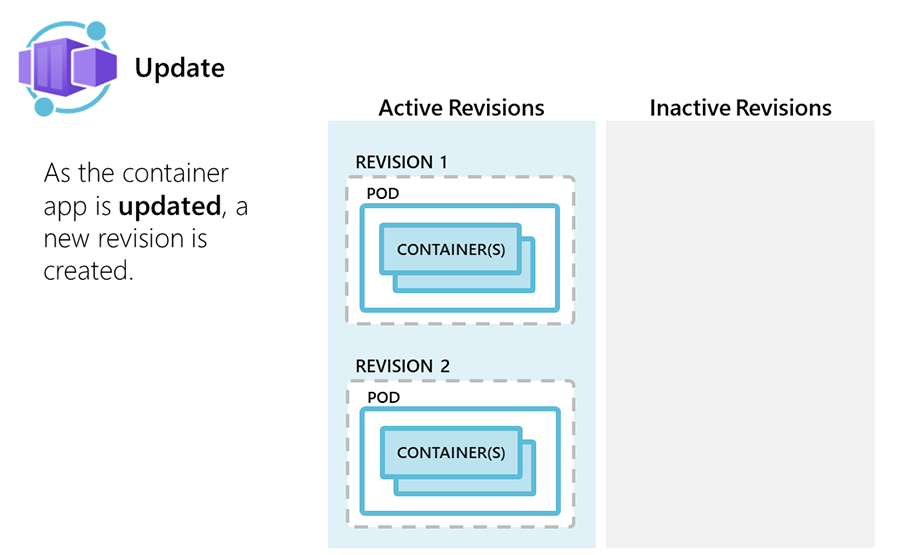 Update
As the container
app is updated, a
new revision is
created.
Active Revisions
Inactive Revisions
REVISION 1
POD
CONTAINER(S)
REVISION 2
POD
CONTAINER(S)